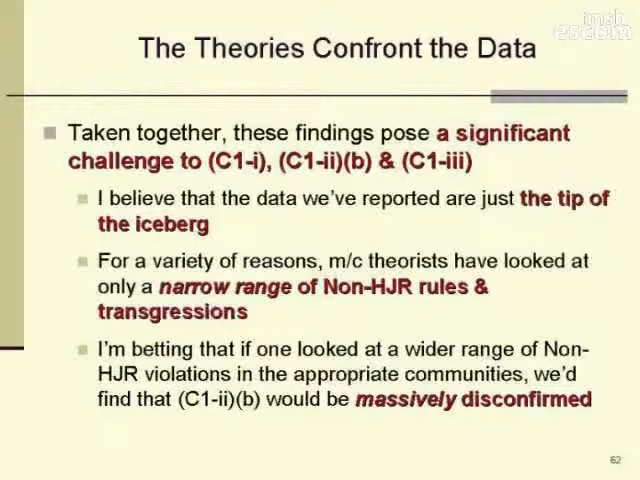 msh
escom
The Theories Confront the Data
Taken together, these findings pose a significant
challenge to (C1-i), (C1-ii)(b) & (C1-iii)
I believe that the data we've reported are just the tip of
the iceberg
For a variety of reasons, m/c theorists have looked at
only a narrow range of Non-HJR rules &
transgressions
I'm betting that if one looked at a wider range of Non-
HJR violations in the appropriate communities, we'd
find that (C1-ii)(b) would be massively disconfirmed
62